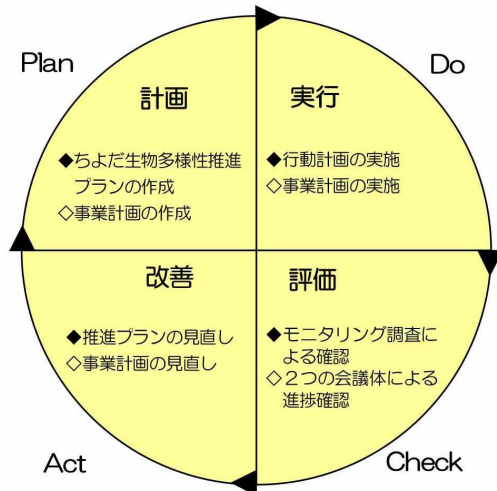 Plan
計画
◆ちよだ生物多様性推進
プランの作成
◇事業計画の作成
Do
実行
◆行動計画の実施
◇事業計画の実施
改善
◆推進プランの見直し
◇事業計画の見直し
Act
評価
◆モニタリング調査に
よる確認
◇２つの会議体による
進捗確認
Check